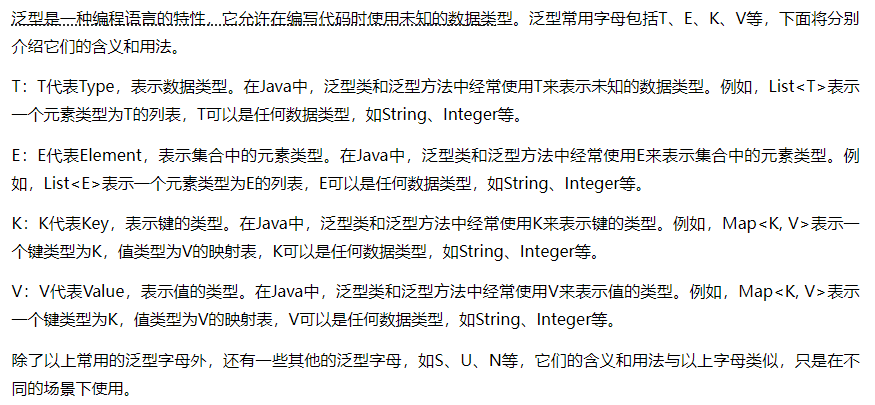 泛型是一种编程语言的特性，它允许在编写代码时使用未知的数据类型。泛型常用字母包括T、E、K、V等，下面将分别
介绍它们的含义和用法。
T：T代表Type，表示数据类型。在Java中，泛型类和泛型方法中经常使用T来表示未知的数据类型。例如，List<T>表示
一个元素类型为T的列表，T可以是任何数据类型，如String、Integer等。
E：E代表Element，表示集合中的元素类型。在Java中，泛型类和泛型方法中经常使用E来表示集合中的元素类型。例
如，List<E>表示一个元素类型为E的列表，E可以是任何数据类型，如String、Integer等。
K：K代表Key，表示键的类型。在Java中，泛型类和泛型方法中经常使用K来表示键的类型。例如，Map<K, V>表示一
个键类型为K，值类型为V的映射表，K可以是任何数据类型，如String、Integer等。
V：V代表Value，表示值的类型。在Java中，泛型类和泛型方法中经常使用V来表示值的类型。例如，Map<K, V>表示
一个键类型为K，值类型为V的映射表，V可以是任何数据类型，如String、Integer等。
除了以上常用的泛型字母外，还有一些其他的泛型字母，如S、U、N等，它们的含义和用法与以上字母类似，只是在不
同的场景下使用。